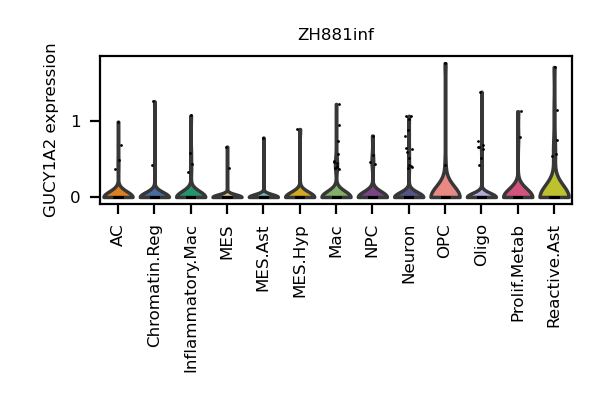 ZH881inf
GUCY1A2 expression
1
0
AC
Chromatin.Reg
Inflammatory.Mac
MES
MES.Ast
MES.Hyp
Mac
NPC
Neuron
OPC
Oligo
Prolif.Metab
Reactive.Ast